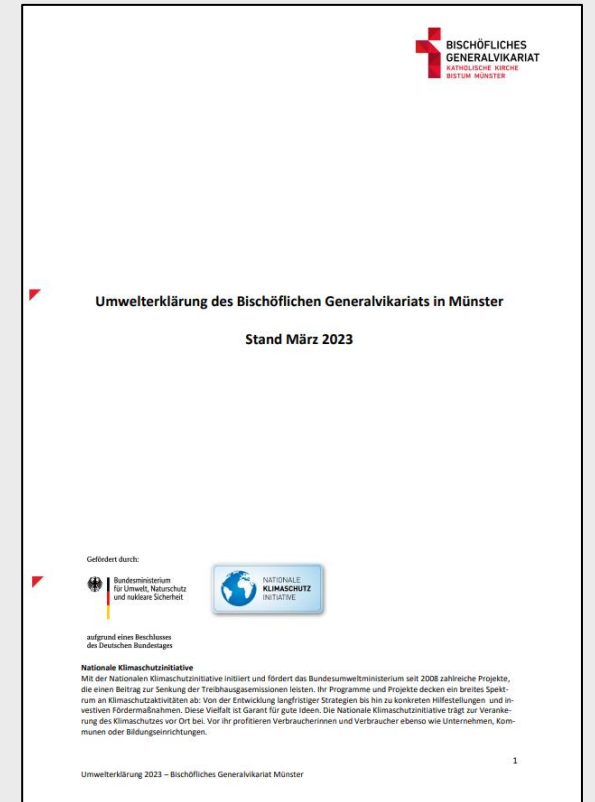 BISCHÖFLICHES
GENERALVIKARIAT
KATHOLISCHE KIRCHE
BISTUM MÜNSTER
Umwelterklärung des Bischöflichen Generalvikariats in Münster
Stand März 2023
Gefördert durch:
Bundesministerium
für Umwelt, Naturschutz
und nukleare Sicherheit
NATIONALE
KLIMASCHUTZ
INITIATIVE
aufgrund eines Beschlusses
des Deutschen Bundestages
Nationale Klimaschutzinitiative
Mit der Nationalen Klimaschutzinitiative initiiert und fördert das Bundesumweltministerium seit 2008 zahlreiche Projekte,
die einen Beitrag zur Senkung der Treibhausgasemissionen leisten. Ihr Programme und Projekte decken ein breites Spekt-
rum an Klimaschutzaktivitäten ab: Von der Entwicklung langfristiger Strategien bis hin zu konkreten Hilfestellungen und in-
vestiven Fördermaßnahmen. Diese Vielfalt ist Garant für gute Ideen. Die Nationale Klimaschutzinitiative trägt zur Veranke-
rung des Klimaschutzes vor Ort bei. Vor ihr profitieren Verbraucherinnen und Verbraucher ebenso wie Unternehmen, Kom-
munen oder Bildungseinrichtungen.
1
Umwelterklärung 2023 – Bischöfliches Generalvikariat Münster